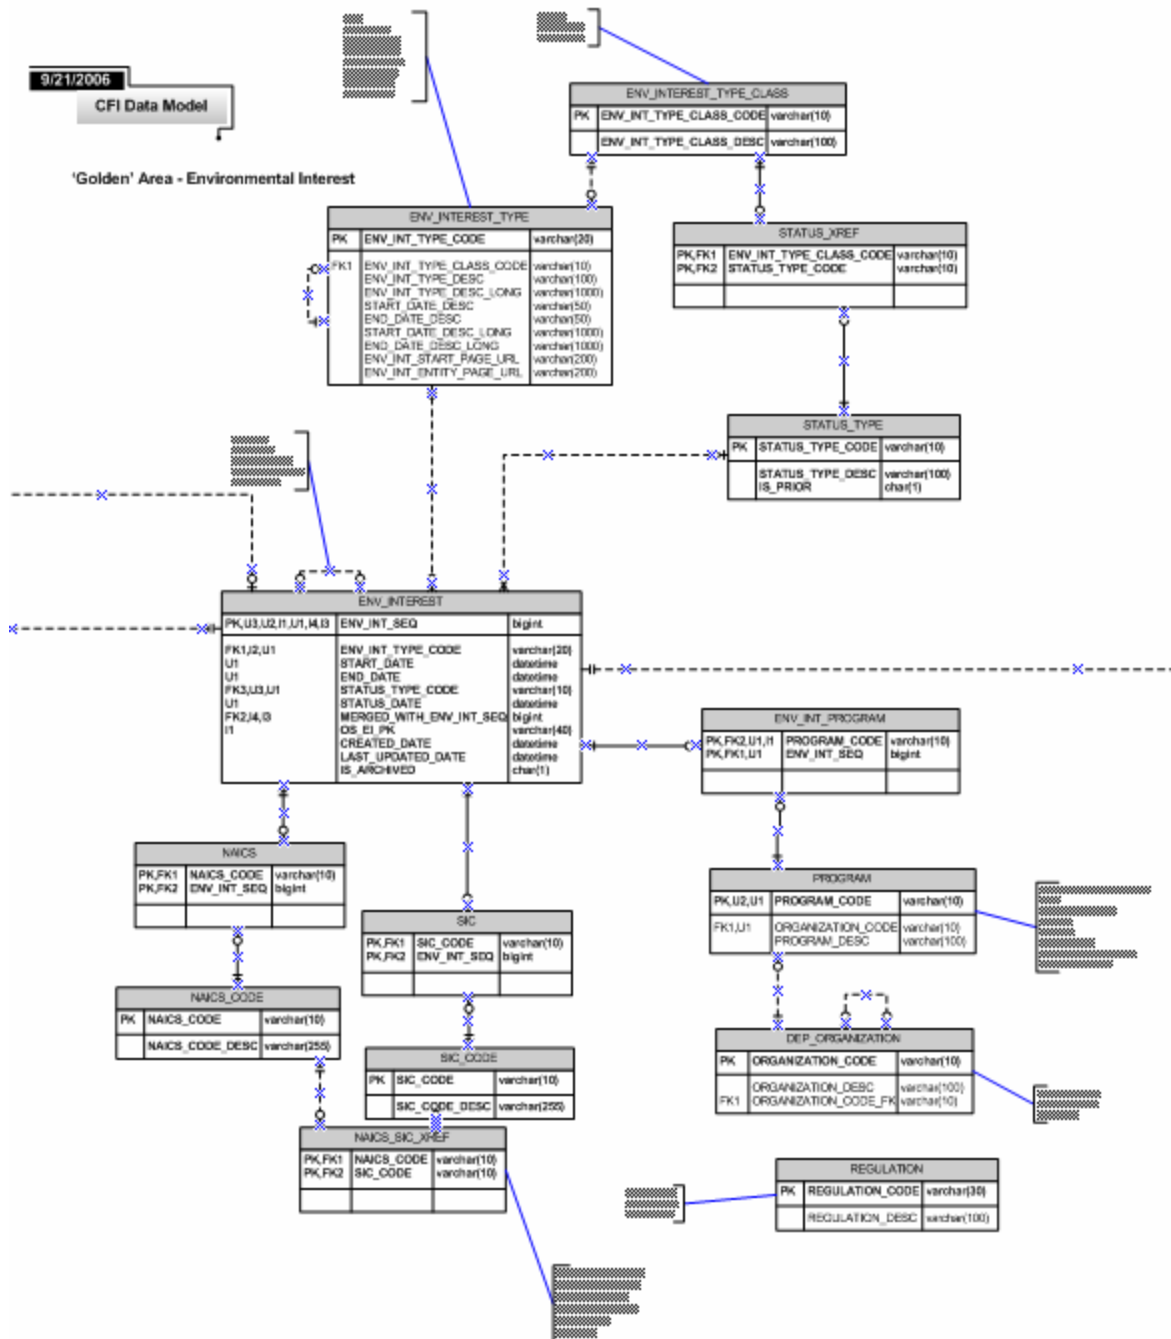 9/21/2006
CFI Data Model
'Golden' Area - Environmental Interest
ENV_INTEREST_TYPE_CLASS
PK ENV_INT_TYPE_CLASS_CODE varchar(10)
ENV_INT_TYPE_CLASS_DESC varchar(100)
ENV_INTEREST_TYPE
PK ENV_INT_TYPE_CODE varchar(20)
FK1 ENV_INT_TYPE_CLASS_CODE varchar(10)
ENV_INT_TYPE_DESC varchar(100)
ENV_INT_TYPE_DESC_LONG varchar(1000)
START_DATE_DESC varchar(50)
END_DATE_DESC varchar(50)
START_DATE_DESC_LONG varchar(1000)
END_DATE_DESC_LONG varchar(1000)
ENV_INT_START_PAGE_URL varchar(200)
ENV_INT_ENTITY_PAGE_URL varchar(200)
STATUS_XREF
PK,FK1 ENV_INT_TYPE_CLASS_CODE varchar(10)
PK,FK2 STATUS_TYPE_CODE varchar(10)
STATUS_TYPE
PK STATUS_TYPE_CODE varchar(10)
STATUS_TYPE_DESC varchar(100)
IS_PRIOR char(1)
ENV_INTEREST
PK,U3,U2,I1,U1,I4,I3 ENV_INT_SEQ bigint
FK1,I2,U1 ENV_INT_TYPE_CODE varchar(20)
U1 START_DATE datetime
U1 END_DATE datetime
FK3,U3,U1 STATUS_TYPE_CODE varchar(10)
U1 STATUS_DATE datetime
FK2,I4,I3 MERGED_WITH_ENV_INT_SEQ bigint
I1 OS_EI_PK varchar(40)
CREATED_DATE datetime
LAST_UPDATED_DATE datetime
IS_ARCHIVED char(1)
ENV_INT_PROGRAM
PK,FK2,U1,I1 PROGRAM_CODE varchar(10)
PK,FK1,U1 ENV_INT_SEQ bigint
NAICS
PK,FK1 NAICS_CODE varchar(10)
PK,FK2 ENV_INT_SEQ bigint
PROGRAM
PK,U2,U1 PROGRAM_CODE varchar(10)
FK1,U1 ORGANIZATION_CODE varchar(10)
PROGRAM_DESC varchar(100)
SIC
PK,FK1 SIC_CODE varchar(10)
PK,FK2 ENV_INT_SEQ bigint
NAICS_CODE
PK NAICS_CODE varchar(10)
NAICS_CODE_DESC varchar(255)
DEP_ORGANIZATION
PK ORGANIZATION_CODE varchar(10)
ORGANIZATION_DESC varchar(100)
FK1 ORGANIZATION_CODE_FK varchar(10)
SIC_CODE
PK SIC_CODE varchar(10)
SIC_CODE_DESC varchar(255)
NAICS_SIC_XREF
PK,FK1 NAICS_CODE varchar(10)
PK,FK2 SIC_CODE varchar(10)
REGULATION
PK REGULATION_CODE varchar(30)
REGULATION_DESC varchar(100)